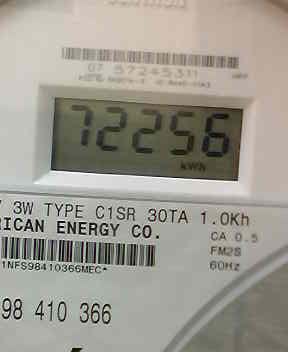 07 57245311
72256
kWh
3W TYPE C1SR 30TA 1.0Kh
RICAN ENERGY CO.
CA 0.5
FM2S
60Hz
1NFS98410366MEC*
98 410 366